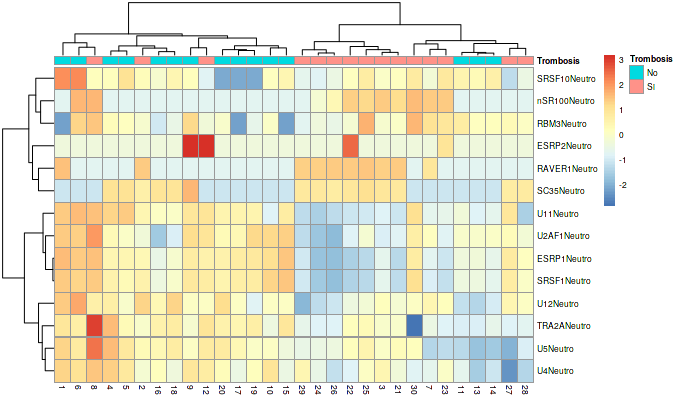 Trombosis
SRSF10Neutro
nSR100Neutro
RBM3Neutro
ESRP2Neutro
RAVER1Neutro
SC35Neutro
U11Neutro
U2AF1Neutro
ESRP1Neutro
SRSF1Neutro
U12Neutro
TRA2ANeutro
U5Neutro
U4Neutro
1 6 8 4 5 2 16 18 9 12 20 17 19 10 15 29 24 26 22 25 3 21 30 7 23 11 13 14 27 28
3
2
1
0
-1
-2
Trombosis
No
SI